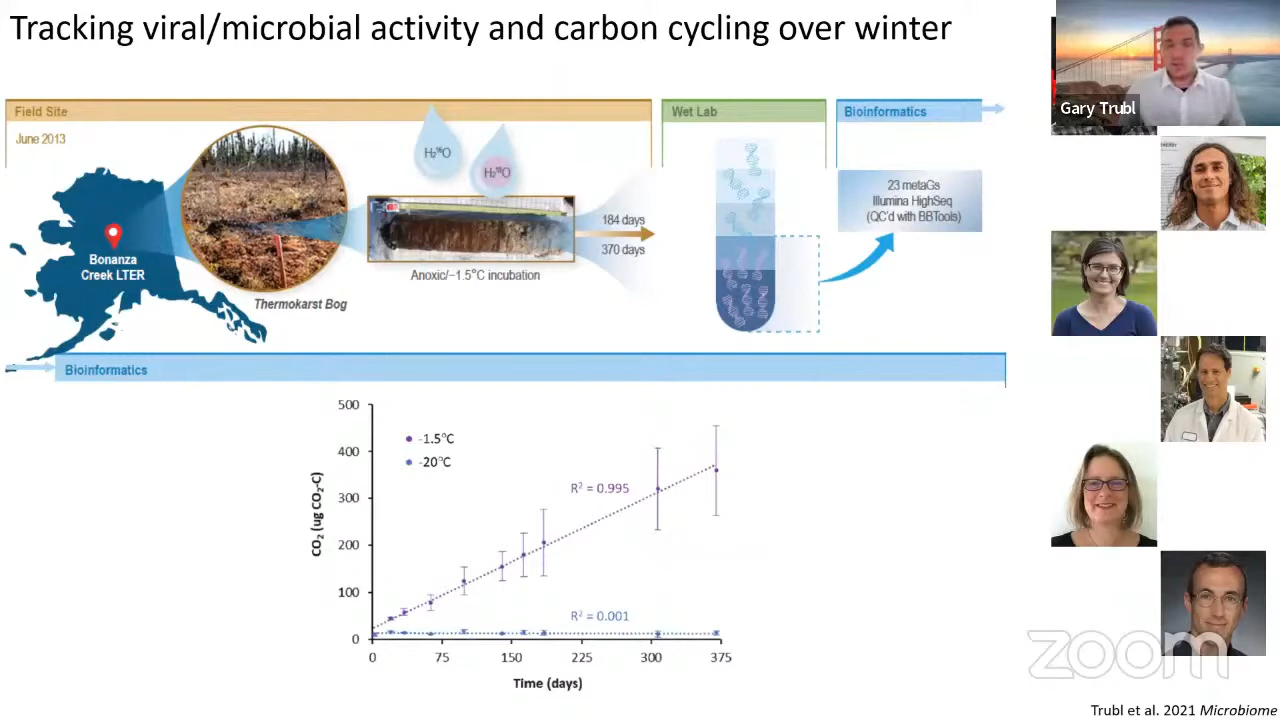 Tracking viral/microbial activity and carbon cycling over winter
Gary Trubl
Field Site
June 2013
Bonanza
Creek LTER
Thermokarst Bog
H₂¹⁶O
H₂¹⁸O
Anoxic/−1.5°C incubation
184 days
370 days
Wet Lab
Bioinformatics
23 metaGs
Illumina HighSeq
(QC'd with BBTools)
Bioinformatics
CO₂ (ug CO₂-C)
500
400
300
200
100
0
-1.5°C
-20°C
R² = 0.995
R² = 0.001
0 75 150 225 300 375
Time (days)
zoom
Trubl et al. 2021 Microbiome